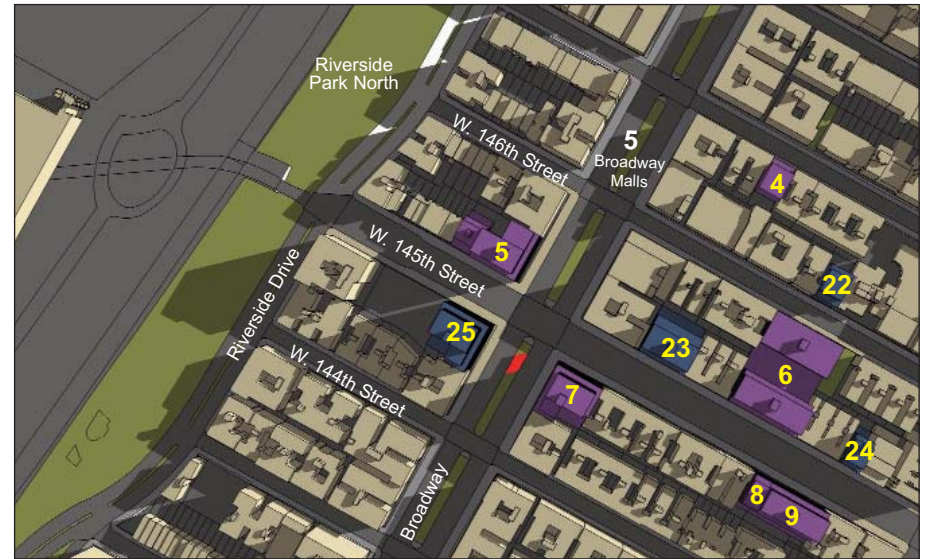 Riverside
Park North
W. 146th Street
5
Broadway
Malls
4
W. 145th Street
5
22
Riverside Drive
25
23
6
W. 144th Street
7
24
Broadway
8
9